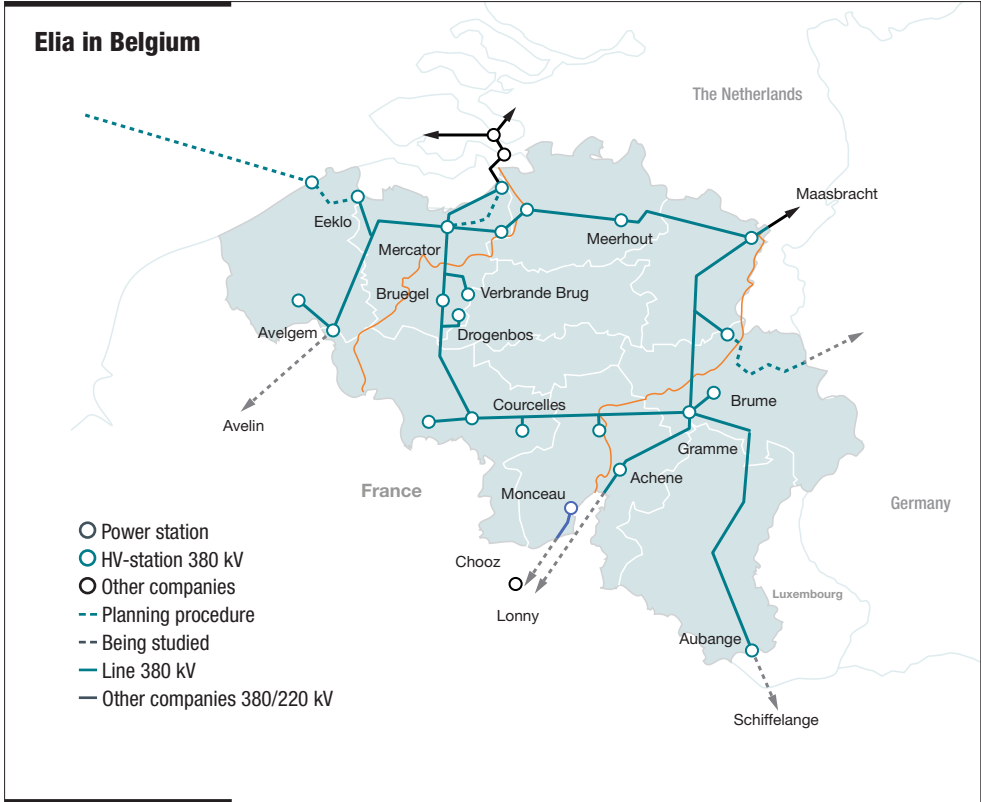 Elia in Belgium
The Netherlands
Maasbracht
Eeklo
Mercator
Meerhout
Bruegel
Verbrande Brug
Avelgem
Drogenbos
Avelin
Courcelles
Brume
Gramme
Achene
France
Monceau
Germany
Chooz
Lonny
Luxembourg
Aubange
Schiffelange
Power station
HV-station 380 kV
Other companies
Planning procedure
Being studied
Line 380 kV
Other companies 380/220 kV